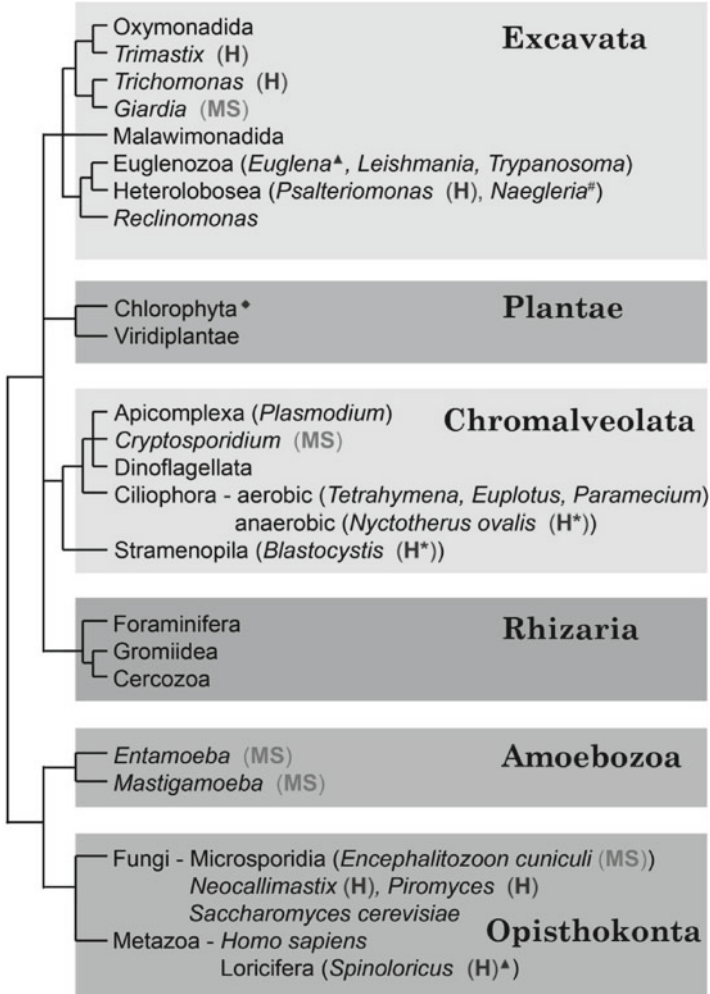 Excavata
Oxymonadida
Trimastix (H)
Trichomonas (H)
Giardia (MS)
Malawimonadida
Euglenozoa (Euglena▲, Leishmania, Trypanosoma)
Heterolobosea (Psalteriomonas (H), Naegleria#)
Reclinomonas
Plantae
Chlorophyta◆
Viridiplantae
Chromalveolata
Apicomplexa (Plasmodium)
Cryptosporidium (MS)
Dinoflagellata
Ciliophora - aerobic (Tetrahymena, Euplotus, Paramecium)
anaerobic (Nyctotherus ovalis (H*))
Stramenopila (Blastocystis (H*))
Rhizaria
Foraminifera
Gromiidea
Cercozoa
Amoebozoa
Entamoeba (MS)
Mastigamoeba (MS)
Fungi - Microsporidia (Encephalitozoon cuniculi (MS))
Neocallimastix (H), Piromyces (H)
Saccharomyces cerevisiae
Opisthokonta
Metazoa - Homo sapiens
Loricifera (Spinoloricus (H)▲)